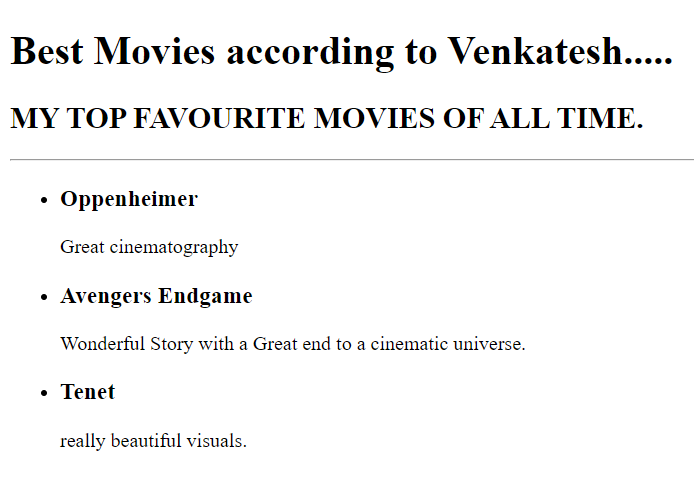 Best Movies according to Venkatesh.....
MY TOP FAVOURITE MOVIES OF ALL TIME.
Oppenheimer
Great cinematography
Avengers Endgame
Wonderful Story with a Great end to a cinematic universe.
Tenet
really beautiful visuals.